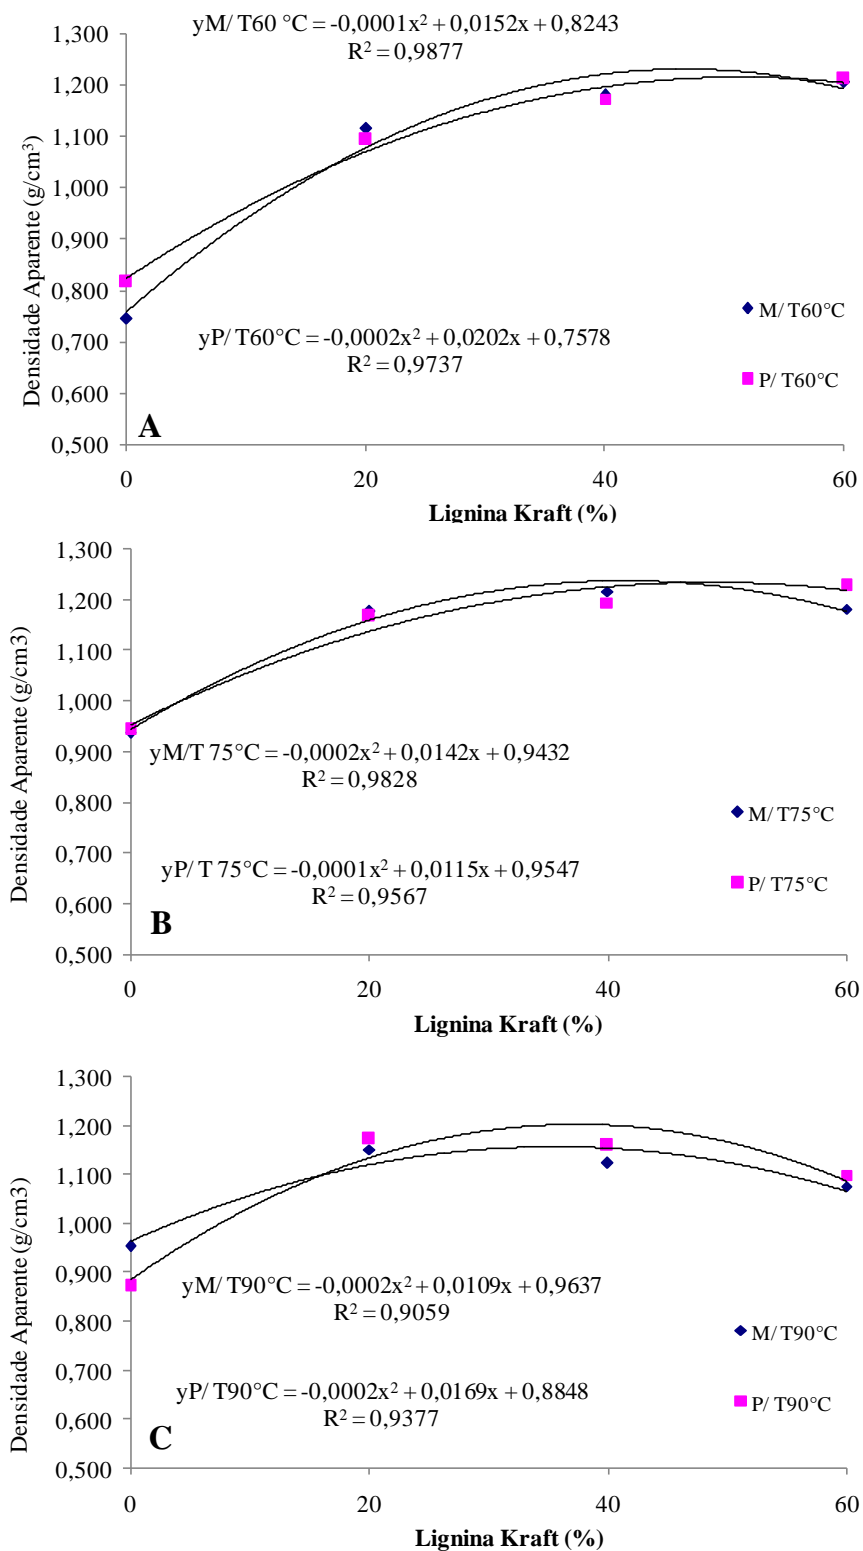 yM/ T60 °C = -0,0001x² + 0,0152x + 0,8243
R² = 0,9877
1,300
1,200
1,100
1,000
0,900
0,800
0,700
0,600
0,500
Densidade Aparente (g/cm³)
yP/ T60°C = -0,0002x² + 0,0202x + 0,7578
R² = 0,9737
M/ T60°C
P/ T60°C
A
0 20 40 60
Lignina Kraft (%)
1,300
1,200
1,100
1,000
0,900
0,800
0,700
0,600
0,500
Densidade Aparente (g/cm3)
yM/T 75°C = -0,0002x² + 0,0142x + 0,9432
R² = 0,9828
yP/ T 75°C = -0,0001x² + 0,0115x + 0,9547
R² = 0,9567
M/ T75°C
P/ T75°C
B
0 20 40 60
Lignina Kraft (%)
1,300
1,200
1,100
1,000
0,900
0,800
0,700
0,600
0,500
Densidade Aparente (g/cm3)
yM/ T90°C = -0,0002x² + 0,0109x + 0,9637
R² = 0,9059
yP/ T90°C = -0,0002x² + 0,0169x + 0,8848
R² = 0,9377
M/ T90°C
P/ T90°C
C
0 20 40 60
Lignina Kraft (%)